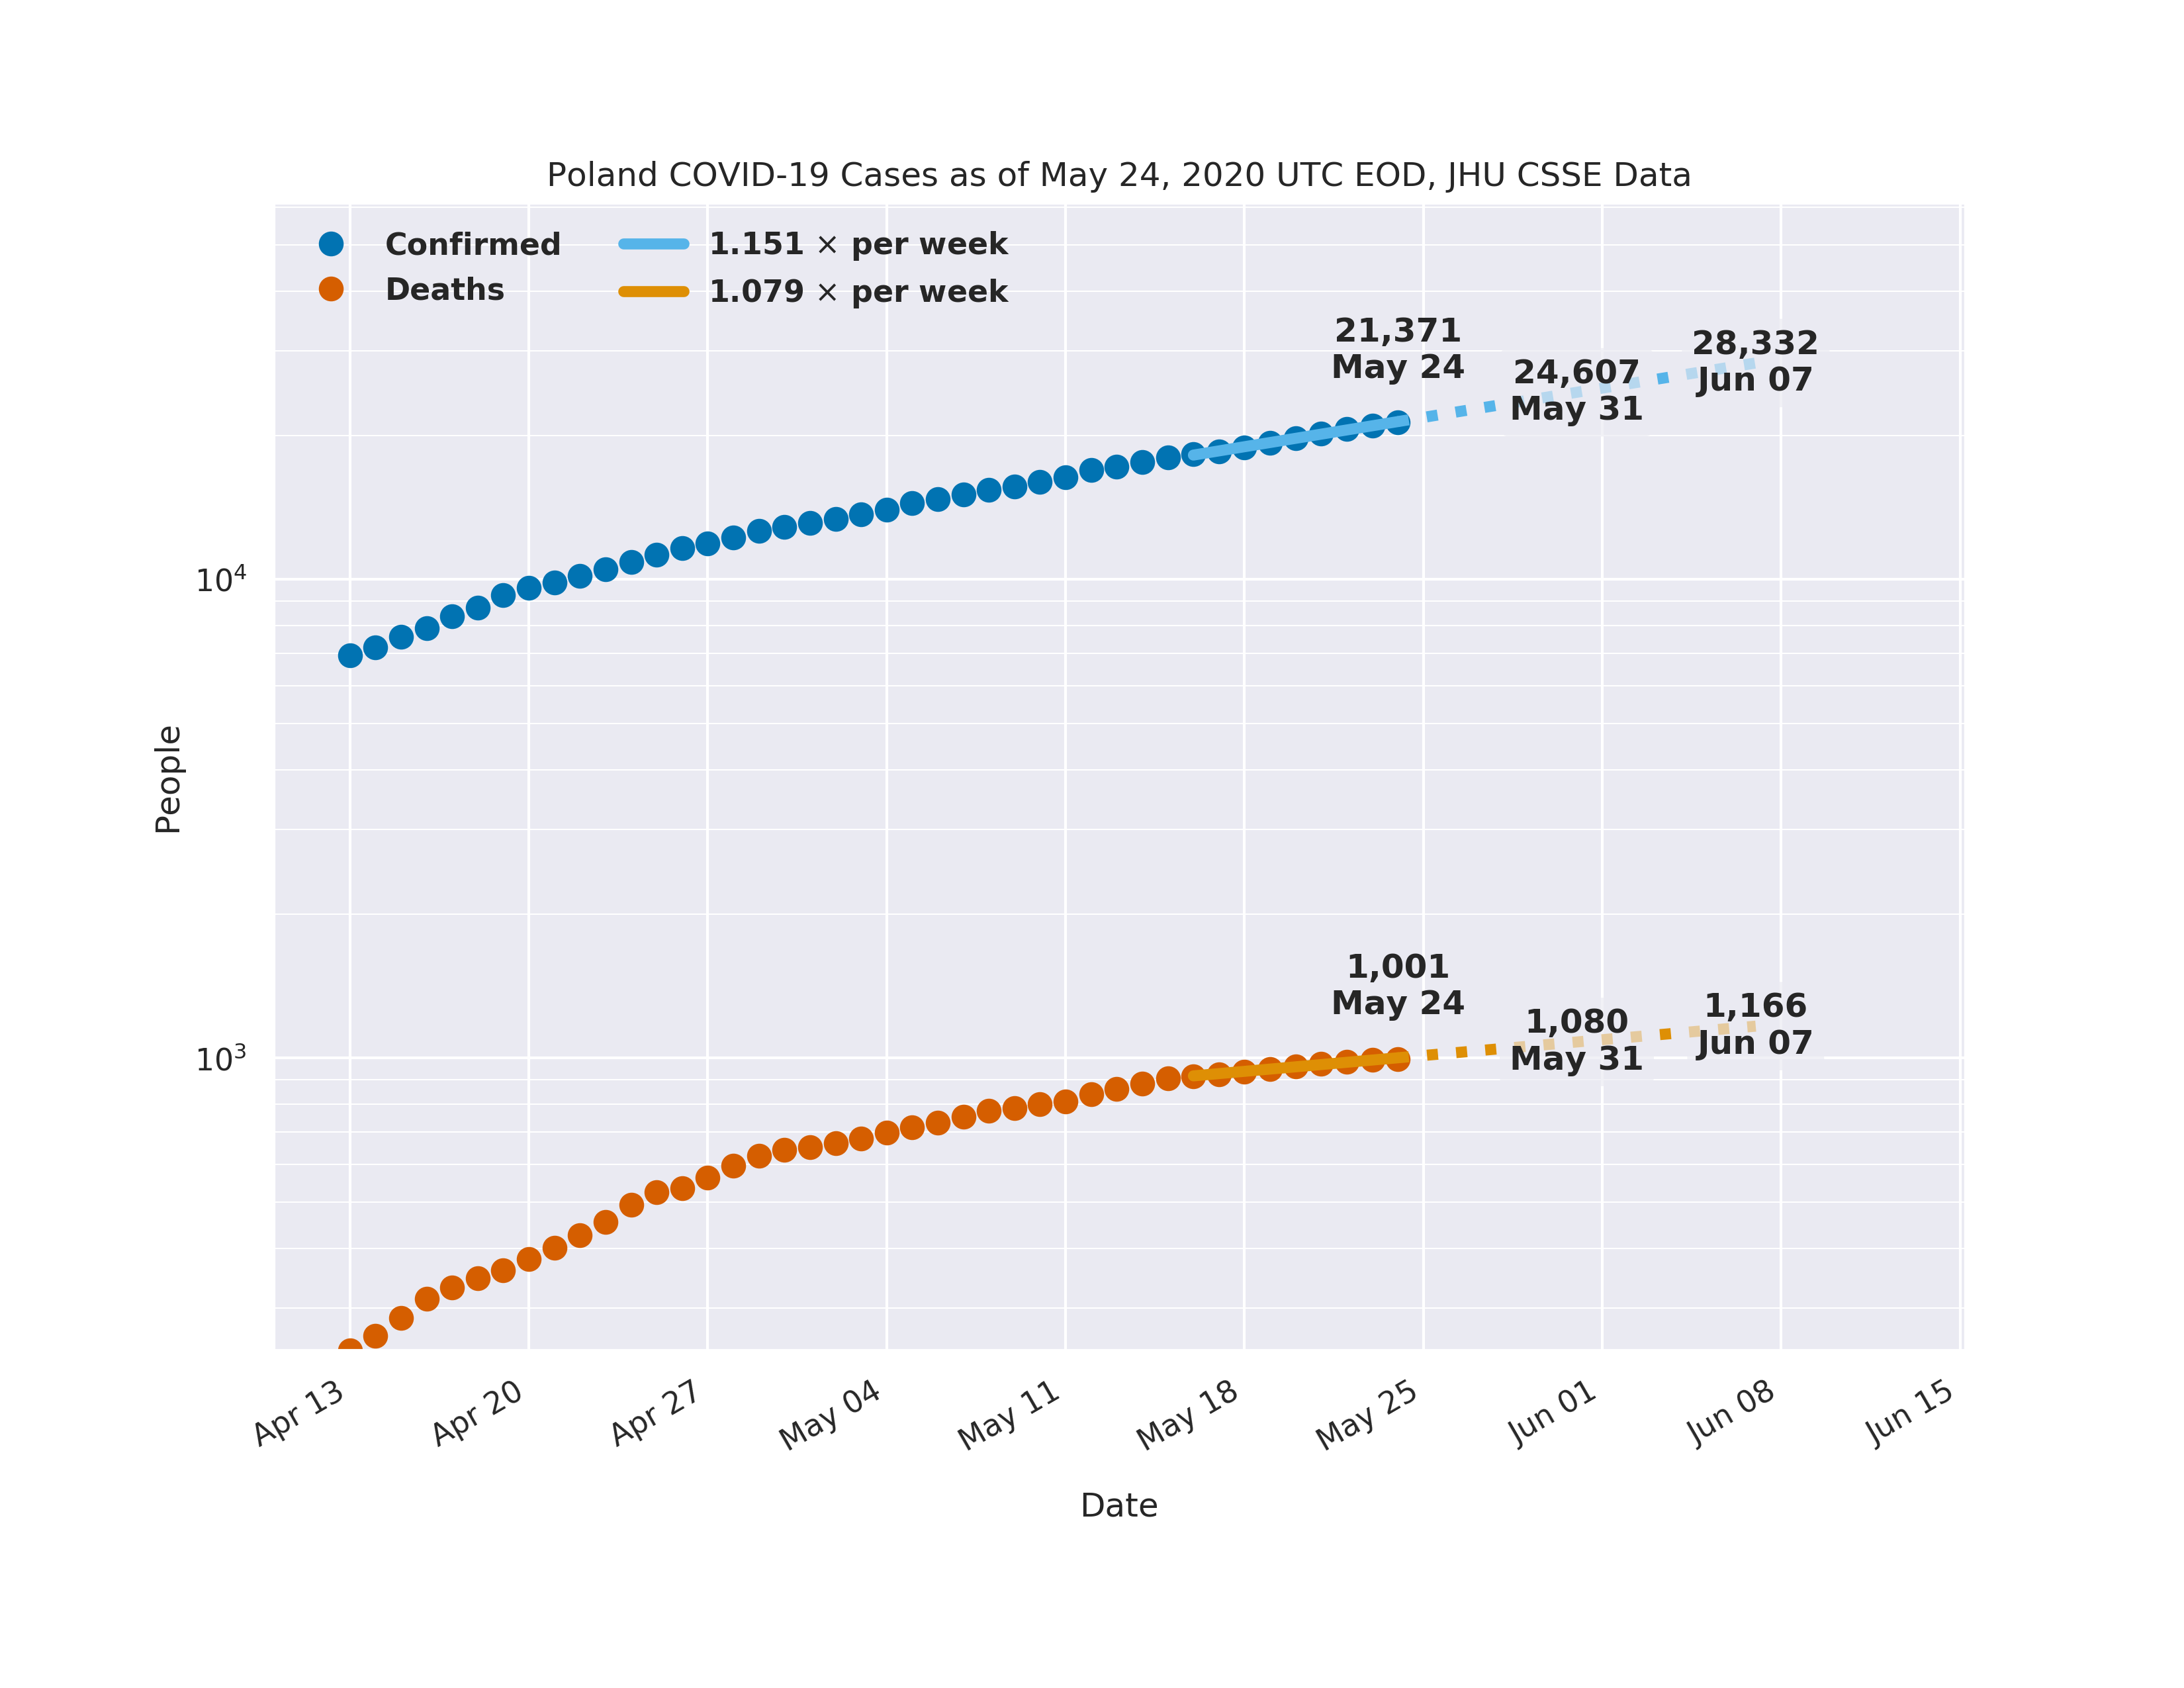 Poland COVID-19 Cases as of May 24, 2020 UTC EOD, JHU CSSE Data
Confirmed
Deaths
1.151 × per week
1.079 × per week
21,371
May 24
24,607
May 31
28,332
Jun 07
10⁴
People
1,001
May 24
1,080
May 31
1,166
Jun 07
10³
Apr 13
Apr 20
Apr 27
May 04
May 11
May 18
May 25
Jun 01
Jun 08
Jun 15
Date